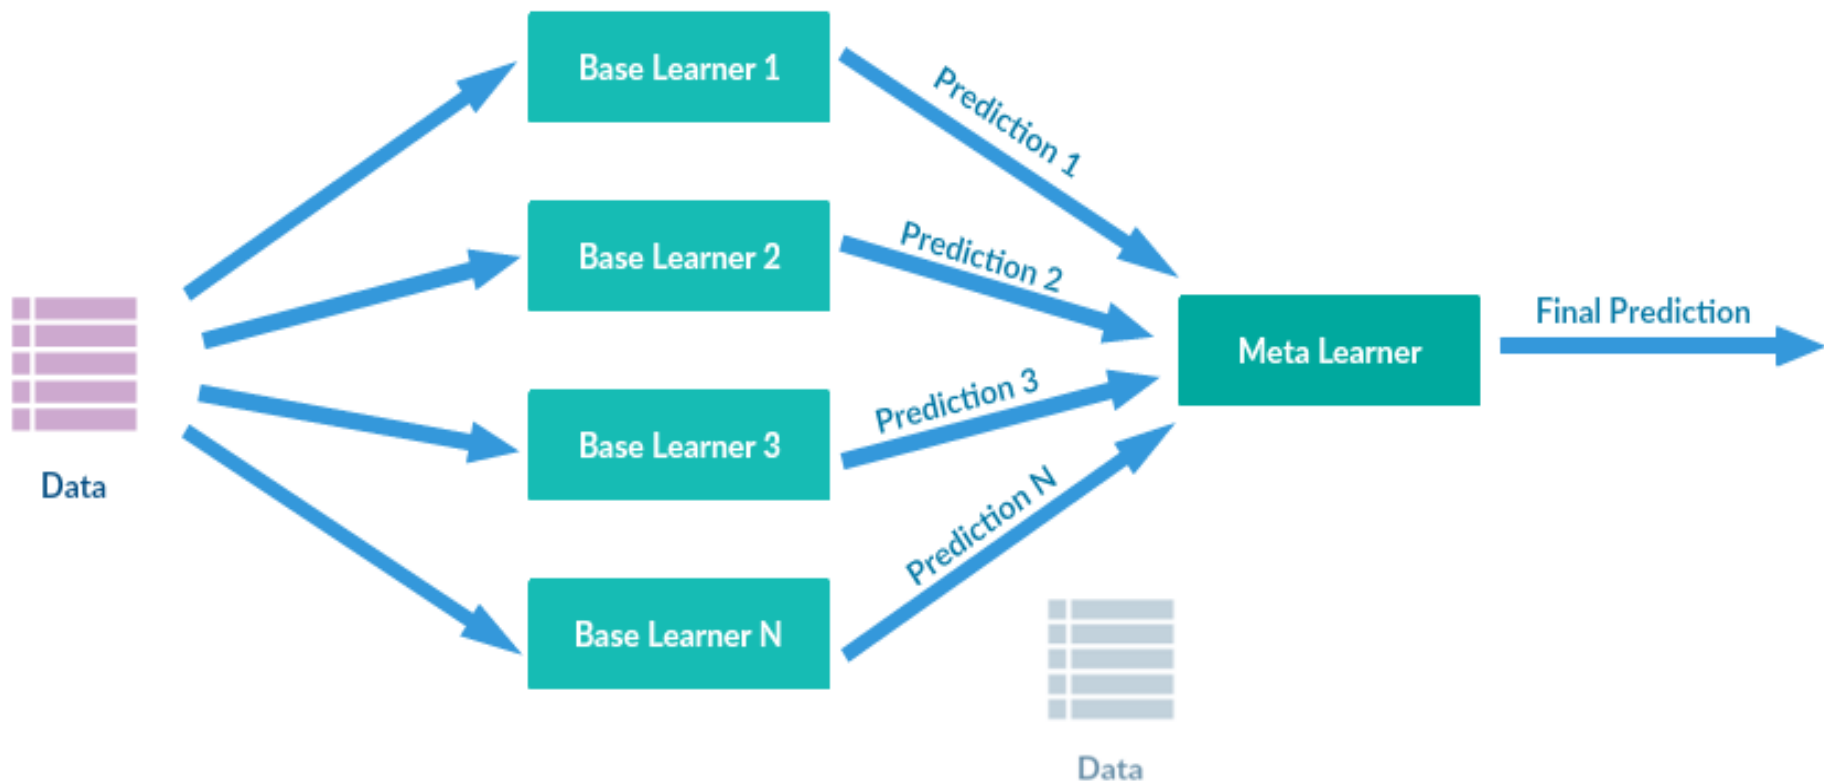 Base Learner 1
Prediction 1
Base Learner 2
Prediction 2
Final Prediction
Meta Learner
Prediction 3
Base Learner 3
Data
Prediction N
Base Learner N
Data